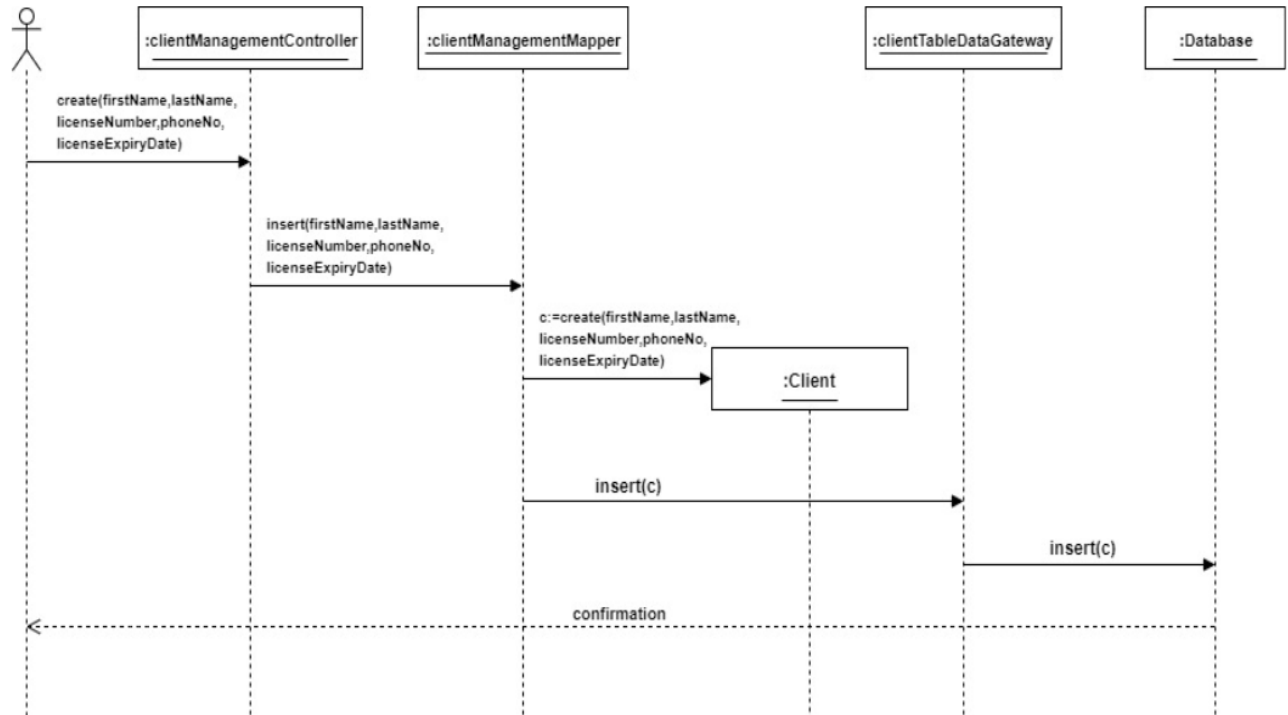 :clientManagementController
:clientManagementMapper
:clientTableDataGateway
:Database
create(firstName,lastName,
licenseNumber,phoneNo,
licenseExpiryDate)
insert(firstName,lastName,
licenseNumber,phoneNo,
licenseExpiryDate)
c:=create(firstName,lastName,
licenseNumber,phoneNo,
licenseExpiryDate)
:Client
insert(c)
insert(c)
confirmation